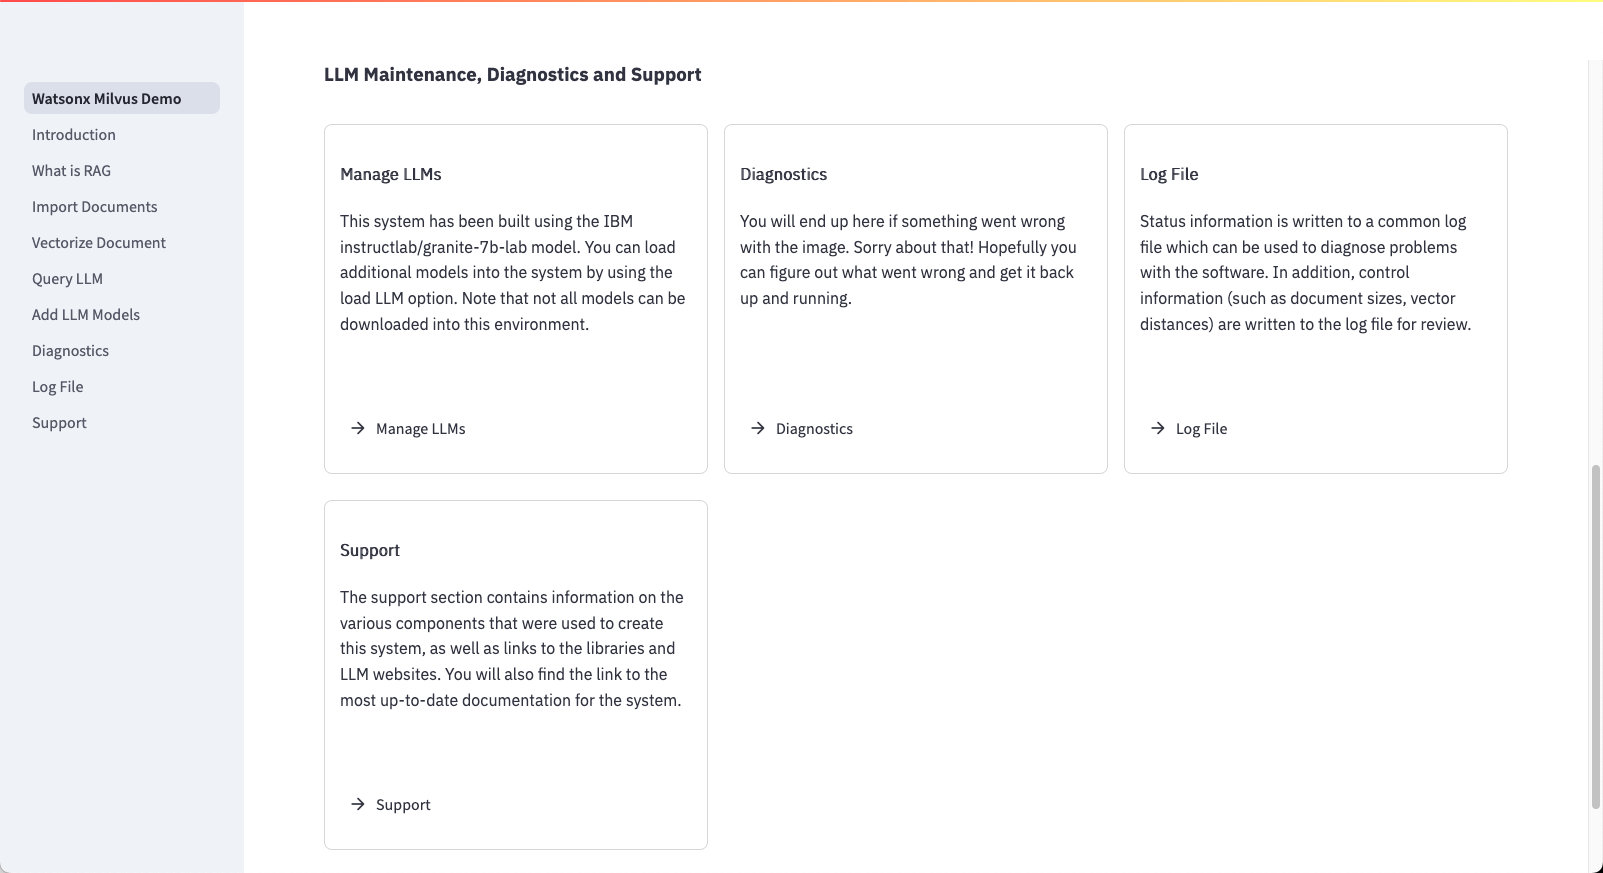 Watsonx Milvus Demo
Introduction
What is RAG
Import Documents
Vectorize Document
Query LLM
Add LLM Models
Diagnostics
Log File
Support
LLM Maintenance, Diagnostics and Support
Manage LLMs
This system has been built using the IBM
instructlab/granite-7b-lab model. You can load
additional models into the system by using the
load LLM option. Note that not all models can be
downloaded into this environment.
Manage LLMs
Diagnostics
You will end up here if something went wrong
with the image. Sorry about that! Hopefully you
can figure out what went wrong and get it back
up and running.
Diagnostics
Log File
Status information is written to a common log
file which can be used to diagnose problems
with the software. In addition, control
information (such as document sizes, vector
distances) are written to the log file for review.
Log File
Support
The support section contains information on the
various components that were used to create
this system, as well as links to the libraries and
LLM websites. You will also find the link to the
most up-to-date documentation for the system.
Support